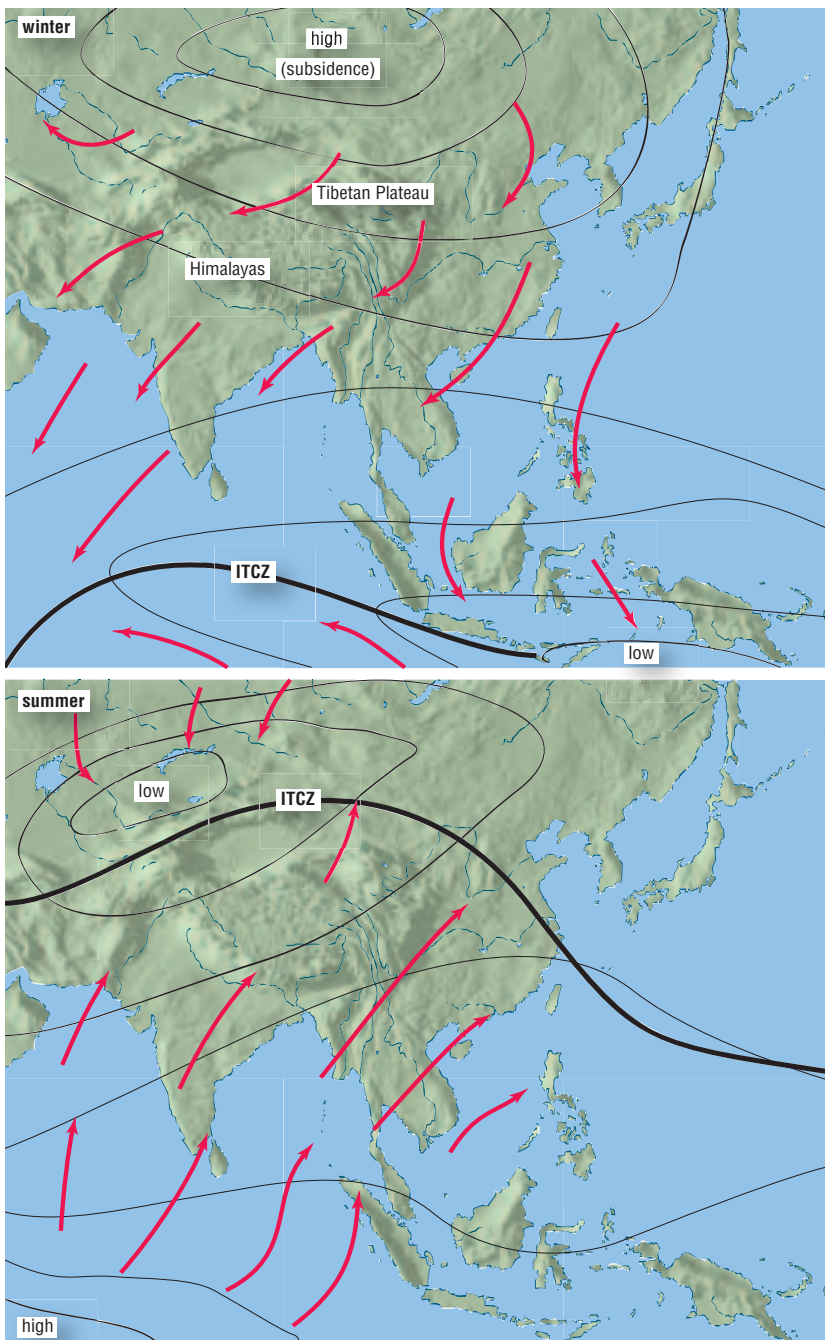 winter
high
(subsidence)
Tibetan Plateau
Himalayas
ITCZ
low
summer
low
ITCZ
high